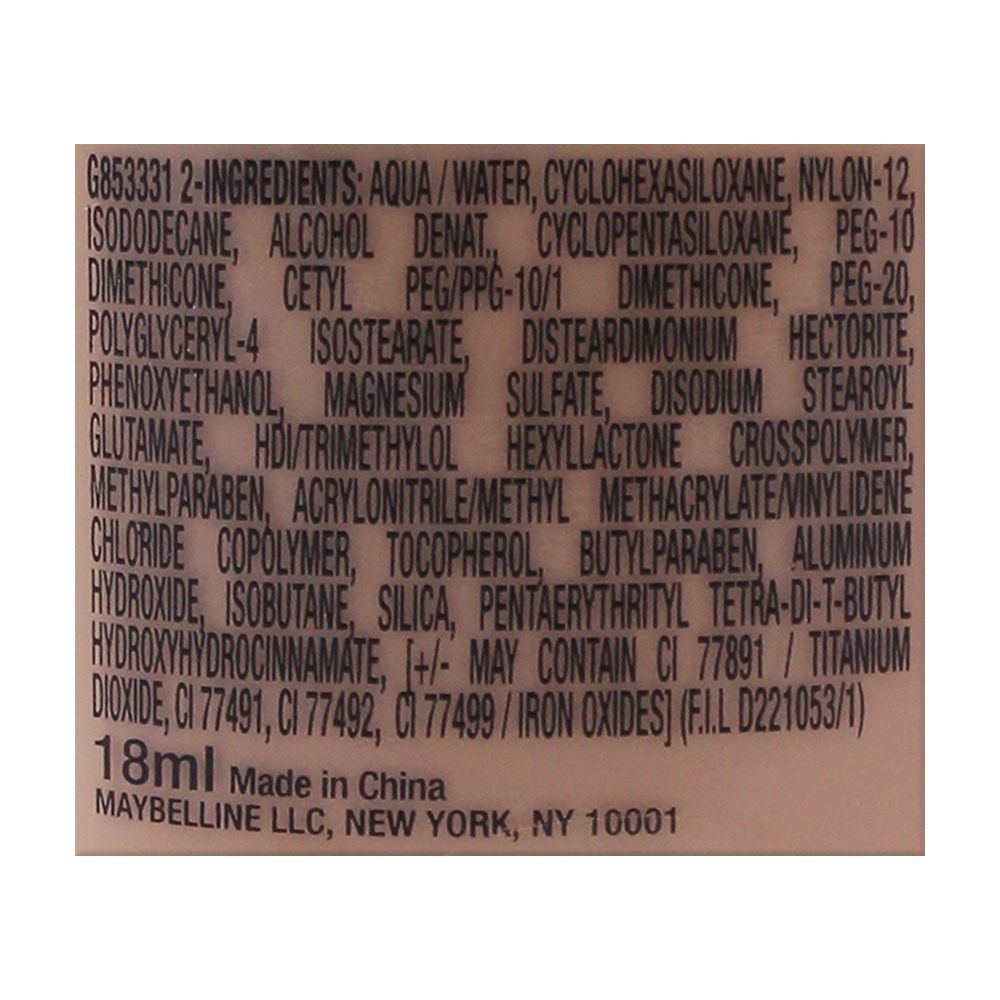 G853331 2-INGREDIENTS: AQUA / WATER, CYCLOHEXASILOXANE, NYLON-12,
ISODODECANE, ALCOHOL DENAT., CYCLOPENTASILOXANE, PEG-10
DIMETHICONE, CETYL PEG/PPG-10/1 DIMETHICONE, PEG-20,
POLYGLYCERYL-4 ISOSTEARATE, DISTEARDIMONIUM HECTORITE,
PHENOXYETHANOL, MAGNESIUM SULFATE, DISODIUM STEAROYL
GLUTAMATE, HDI/TRIMETHYLOL HEXYLLACTONE CROSSPOLYMER,
METHYLPARABEN, ACRYLONITRILE/METHYL METHACRYLATE/VINYLIDENE
CHLORIDE COPOLYMER, TOCOPHEROL, BUTYLPARABEN, ALUMINUM
HYDROXIDE, ISOBUTANE, SILICA, PENTAERYTHRITYL TETRA-DI-T-BUTYL
HYDROXYHYDROCINNAMATE, [+/- MAY CONTAIN CI 77891 / TITANIUM
DIOXIDE, CI 77491, CI 77492, CI 77499 / IRON OXIDES] (F.I.L D221053/1)
18ml Made in China
MAYBELLINE LLC, NEW YORK, NY 10001